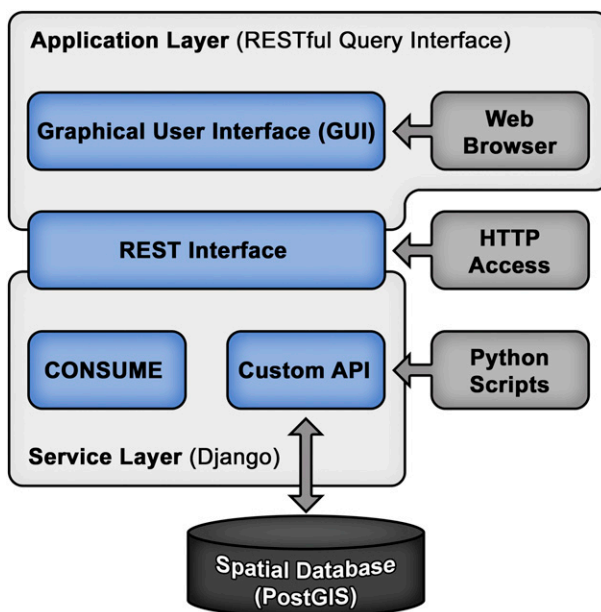 Application Layer (RESTful Query Interface)
Graphical User Interface (GUI)
Web
Browser
REST Interface
HTTP
Access
CONSUME
Custom API
Python
Scripts
Service Layer (Django)
Spatial Database
(PostGIS)